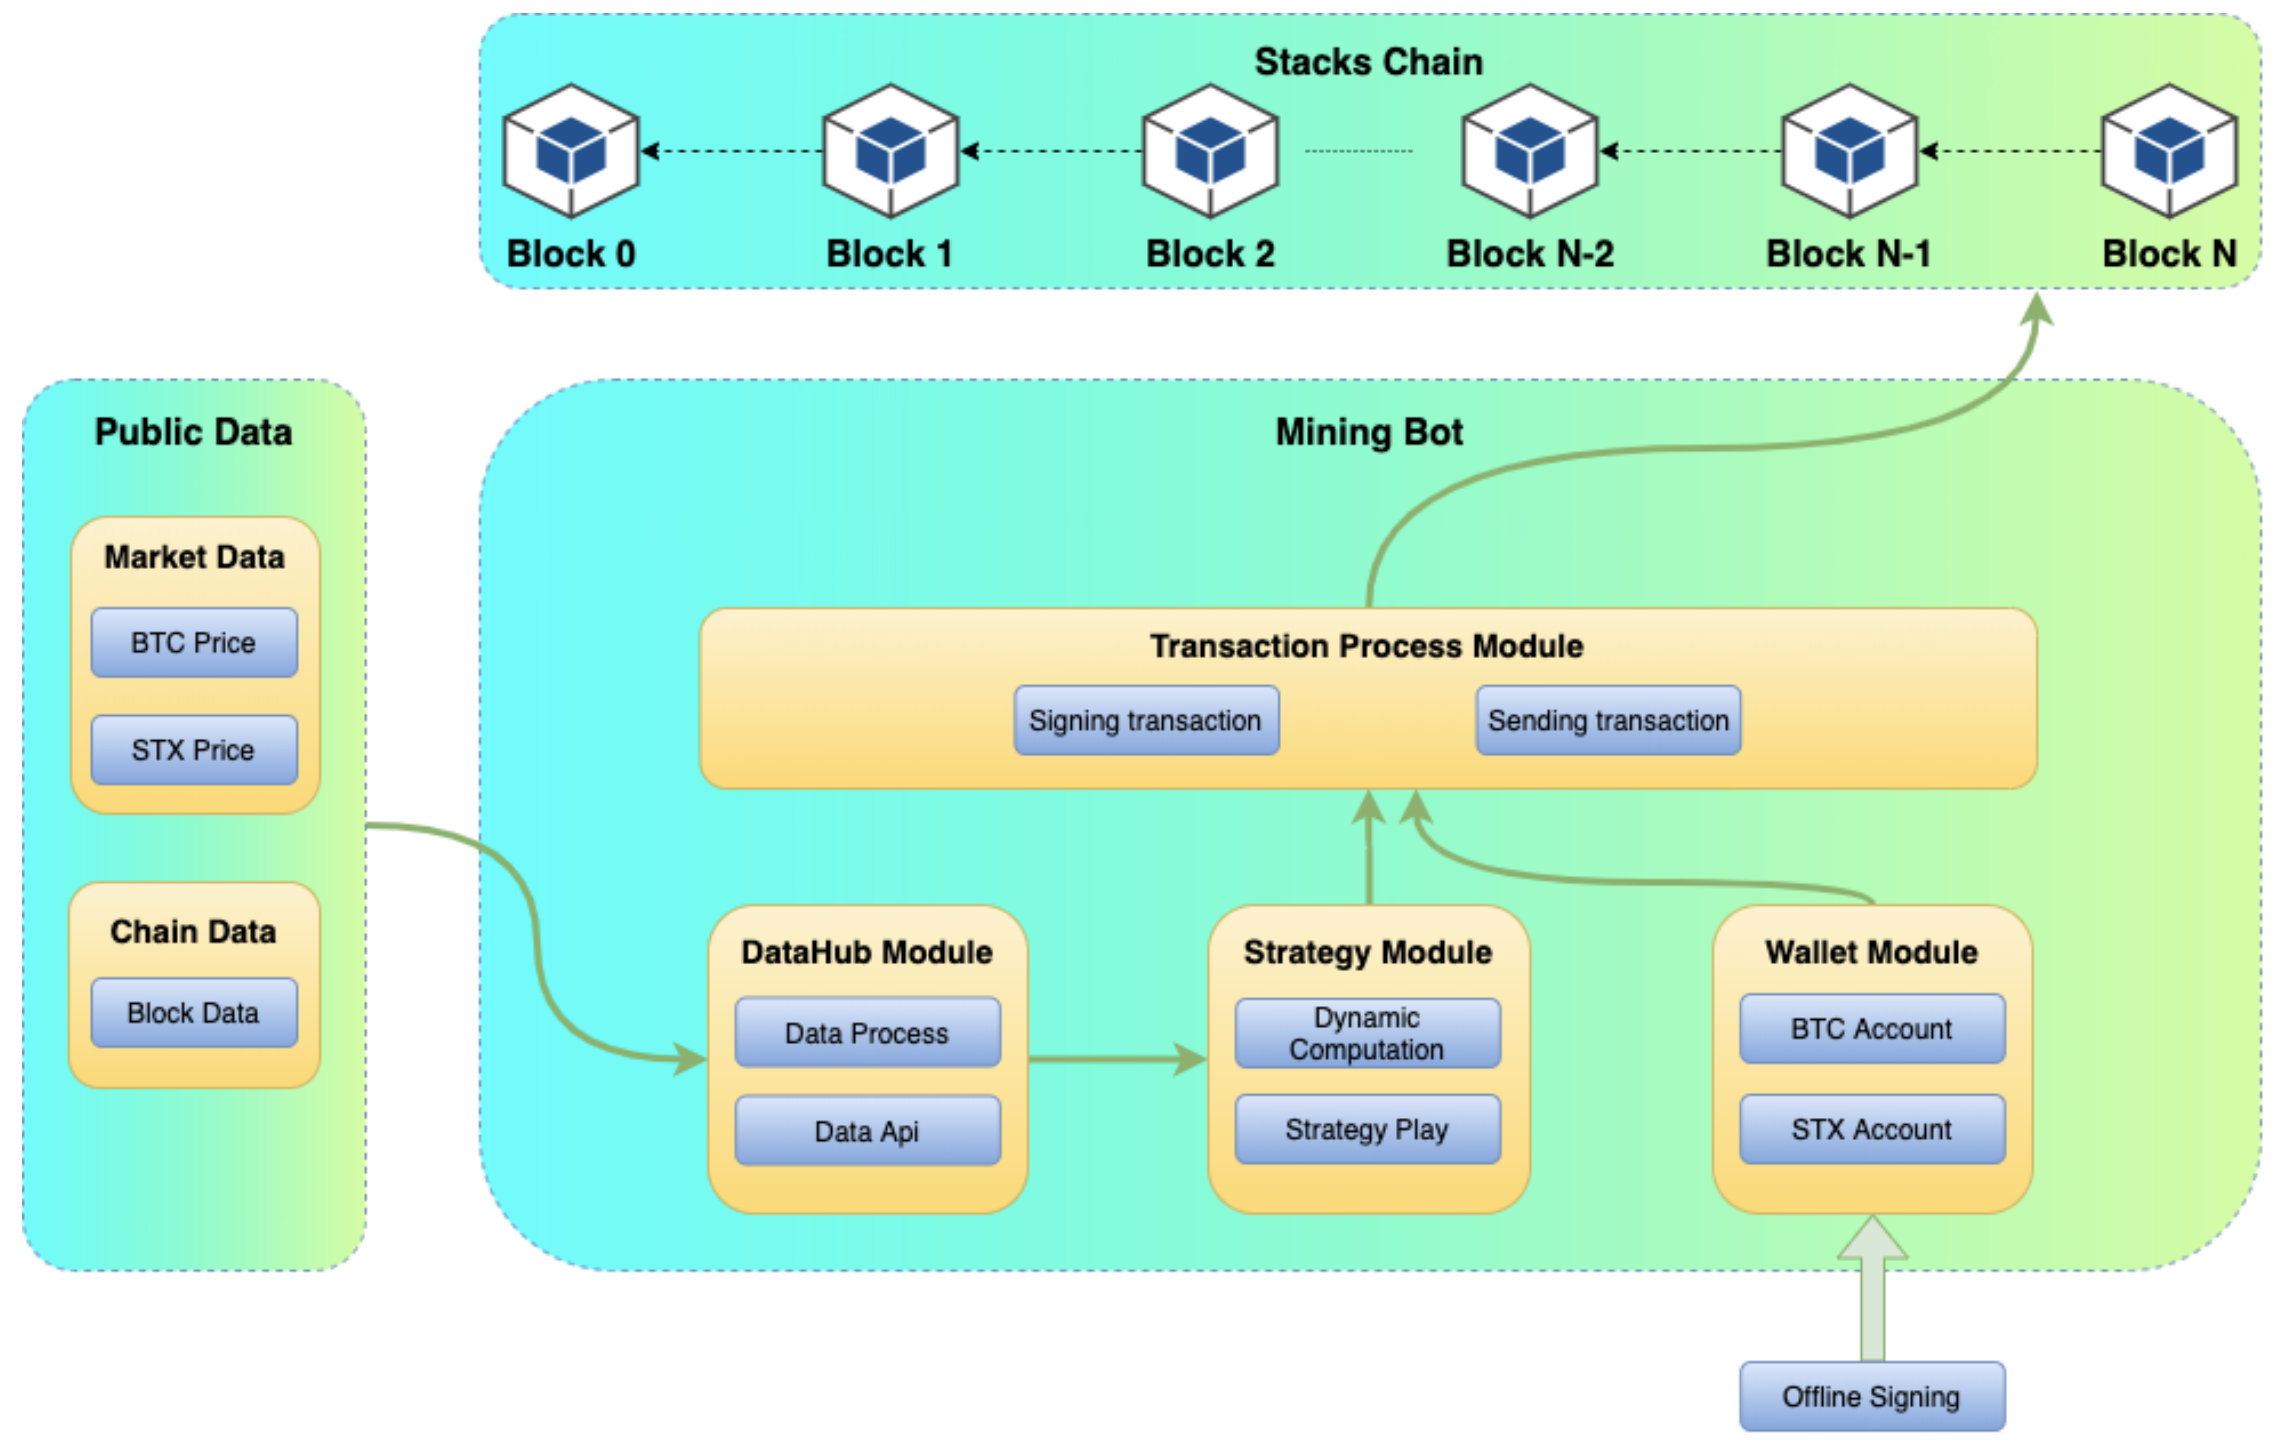 Stacks Chain
Block 0
Block 1
Block 2
Block N-2
Block N-1
Block N
Public Data
Market Data
BTC Price
STX Price
Chain Data
Block Data
Mining Bot
Transaction Process Module
Signing transaction
Sending transaction
DataHub Module
Data Process
Data Api
Strategy Module
Dynamic
Computation
Strategy Play
Wallet Module
BTC Account
STX Account
Offline Signing